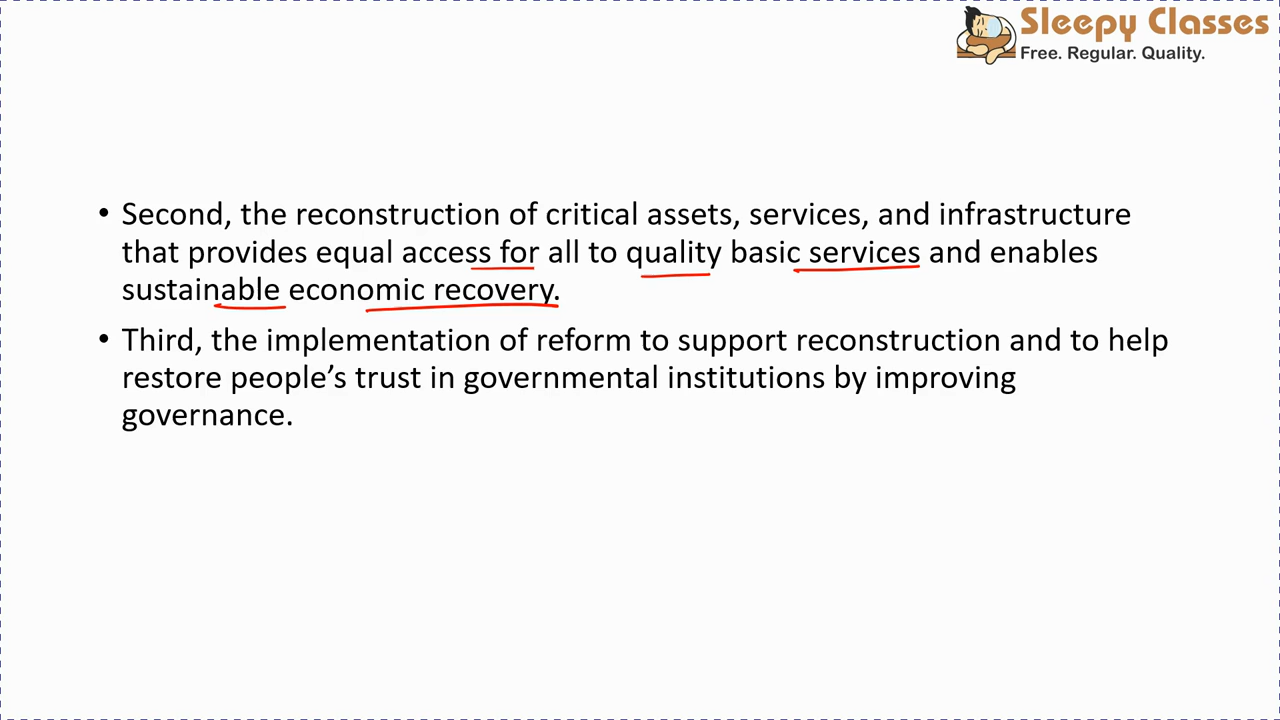 Sleepy Classes
Free. Regular. Quality.
• Second, the reconstruction of critical assets, services, and infrastructure
that provides equal access for all to quality basic services and enables
sustainable economic recovery.
• Third, the implementation of reform to support reconstruction and to help
restore people’s trust in governmental institutions by improving
governance.